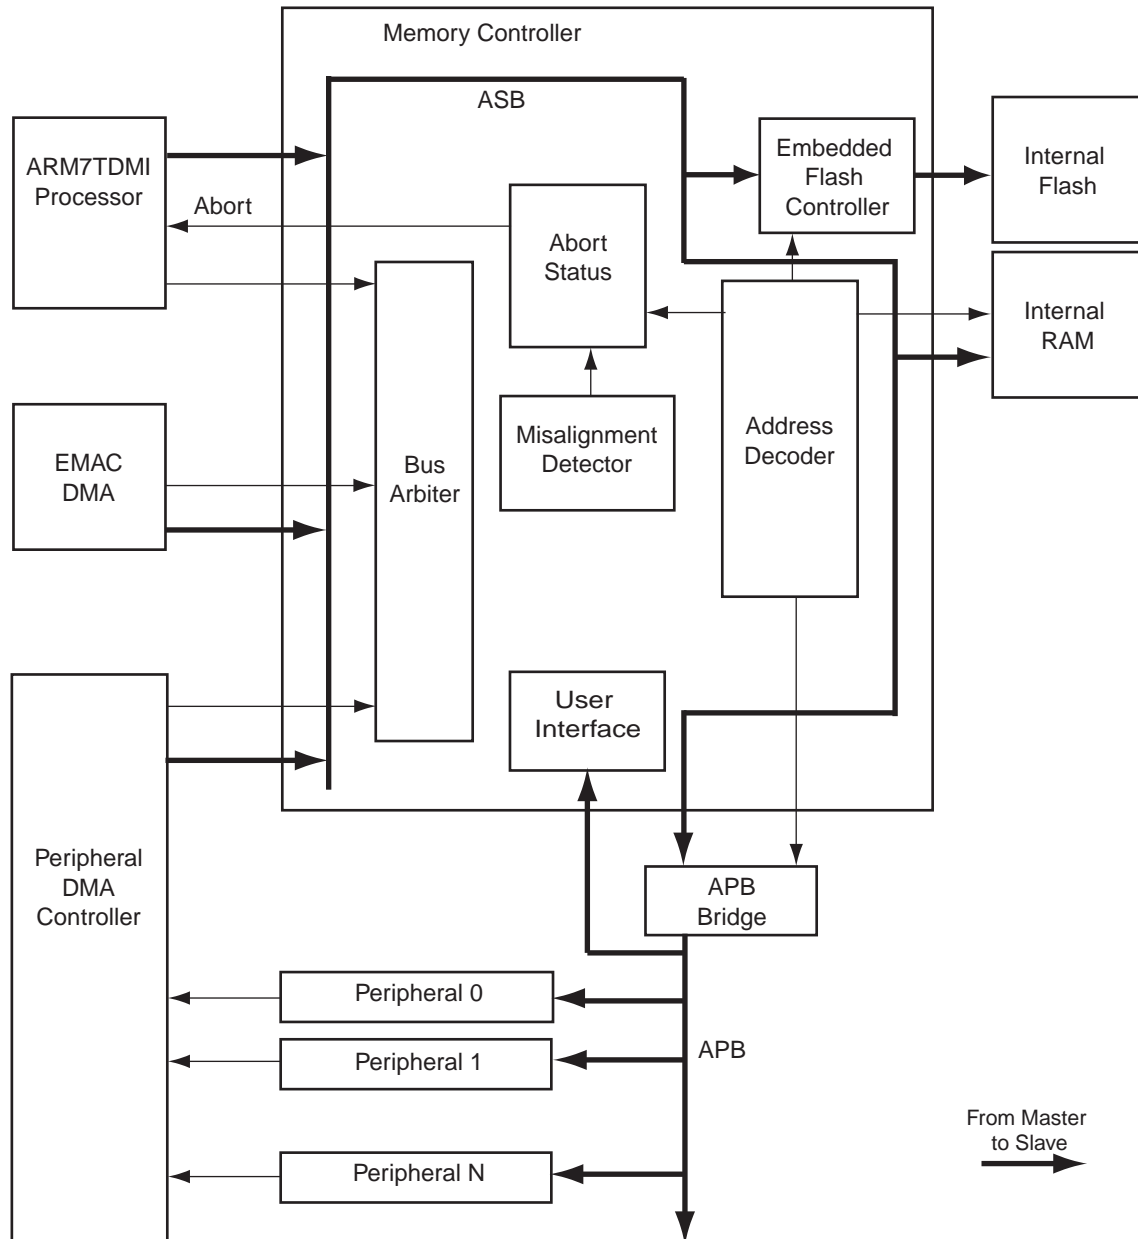 Memory Controller
ASB
ARM7TDMI
Processor
Abort
Embedded
Flash
Controller
Internal
Flash
Abort
Status
Internal
RAM
EMAC
DMA
Bus
Arbiter
Misalignment
Detector
Address
Decoder
User
Interface
Peripheral
DMA
Controller
APB
Bridge
Peripheral 0
Peripheral 1
APB
Peripheral N
From Master
to Slave